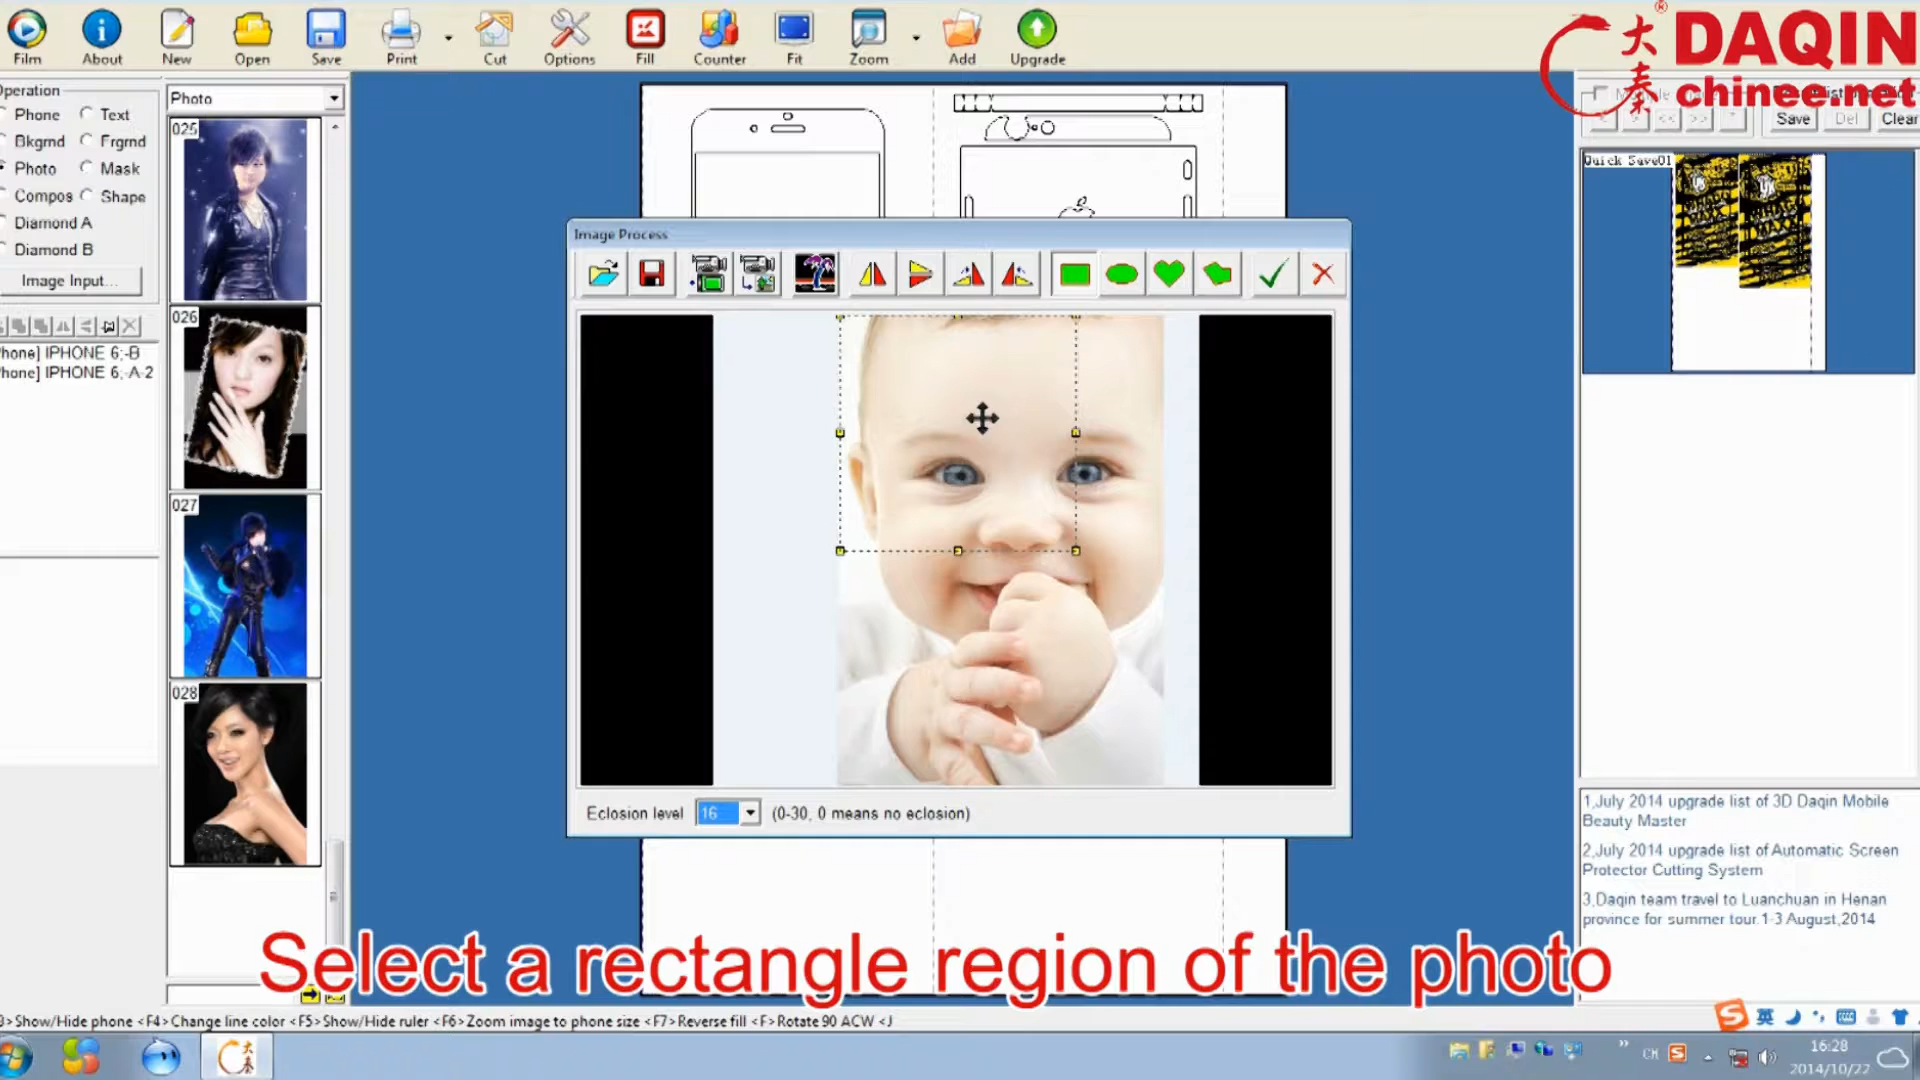 Film
About
New
Open
Save
Print
Cut
Options
Fill
Counter
Fit
Zoom
Add
Upgrade
大秦
®
DAQIN
chinee.net
Operation
Phone
Text
Bkgrnd
Frgrnd
Photo
Mask
Compos
Shape
Diamond A
Diamond B
Image Input...
hone] IPHONE 6;-B
hone] IPHONE 6;-A-2
Photo
025
026
027
028
Image Process
Eclosion level
16
(0-30, 0 means no eclosion)
Save
Del
Clear
Quick Save01
1,July 2014 upgrade list of 3D Daqin Mobile
Beauty Master
2,July 2014 upgrade list of Automatic Screen
Protector Cutting System
3,Daqin team travel to Luanchuan in Henan
province for summer tour.1-3 August,2014
Select a rectangle region of the photo
3>Show/Hide phone <F4>Change line color <F5>Show/Hide ruler <F6>Zoom image to phone size <F7>Reverse fill <F>Rotate 90 ACW <J
英
CH
16:28
2014/10/22